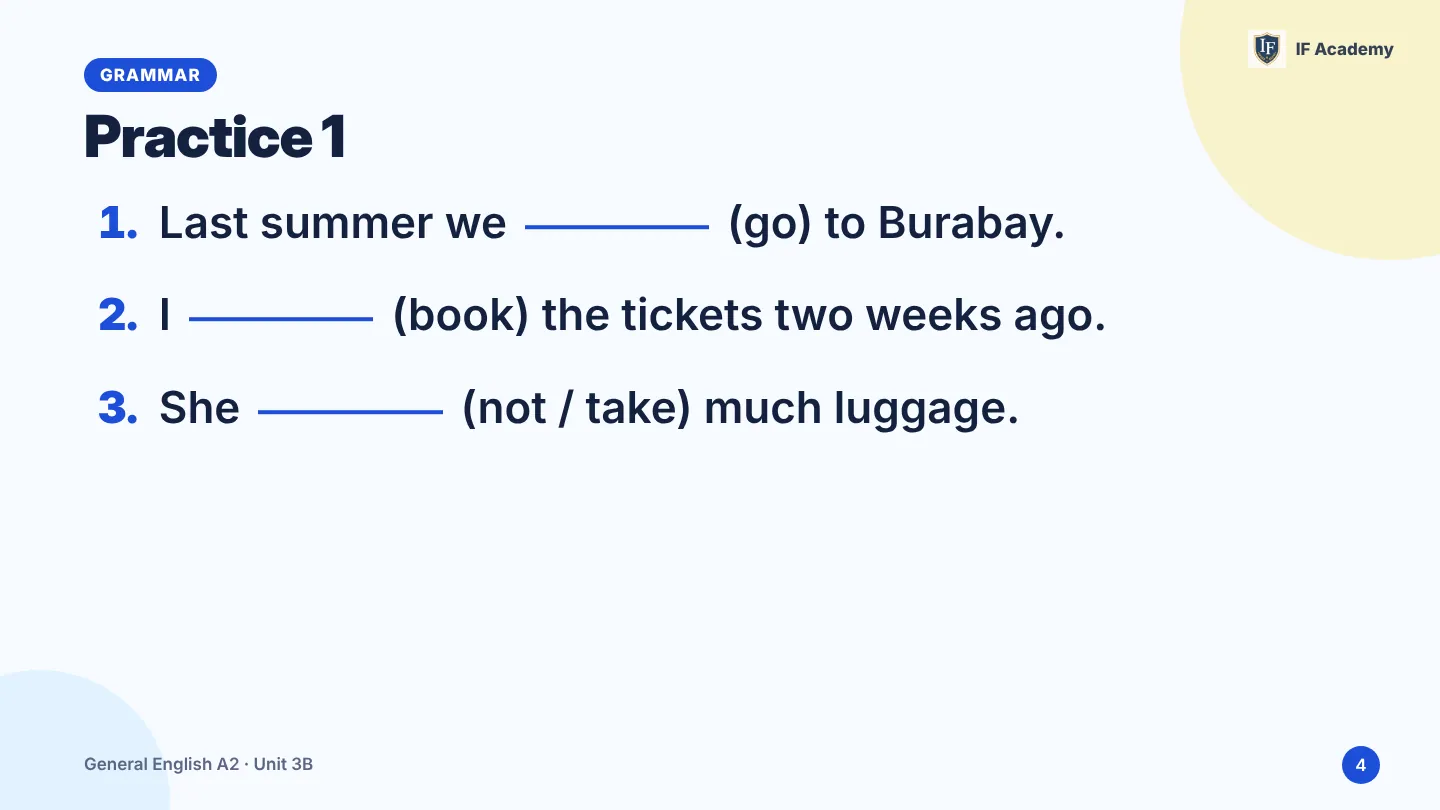 IF
IF Academy
GRAMMAR
Practice 1
1. Last summer we ________ (go) to Burabay.
2. I ________ (book) the tickets two weeks ago.
3. She ________ (not / take) much luggage.
General English A2 · Unit 3B
4